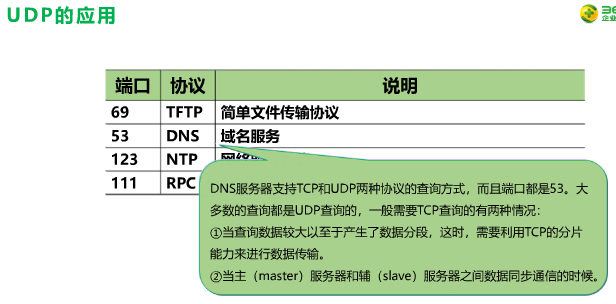 UDP的应用
36
企业
端口 协议 说明
69 TFTP 简单文件传输协议
53 DNS 域名服务
123 NTP 网络
111 RPC
DNS服务器支持TCP和UDP两种协议的查询方式，而且端口都是53。大
多数的查询都是UDP查询的，一般需要TCP查询的有两种情况：
①当查询数据较大以至于产生了数据分段，这时，需要利用TCP的分片
能力来进行数据传输。
②当主（master）服务器和辅（slave）服务器之间数据同步通信的时候。